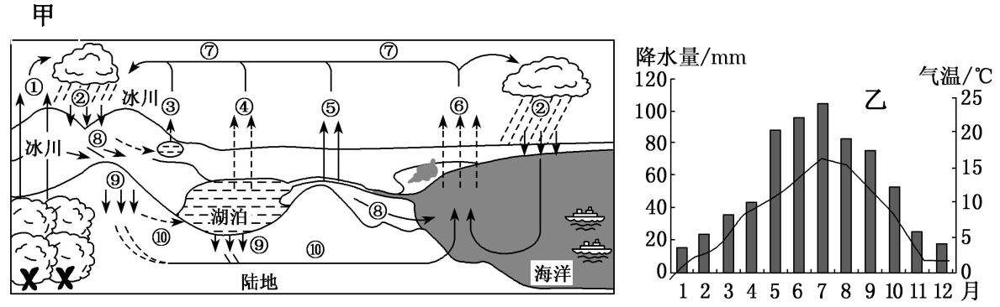 甲
⑦ ⑦
① ② 冰川 ③ ④ ⑤ ⑥ ②
冰川 ⑧
⑨ 湖泊 ⑧
⑩ ⑨ ⑩
陆地 海洋
降水量/mm 气温/℃
乙
120
100
80
60
40
20
0
25
20
15
10
5
0
1 2 3 4 5 6 7 8 9 10 11 12 月